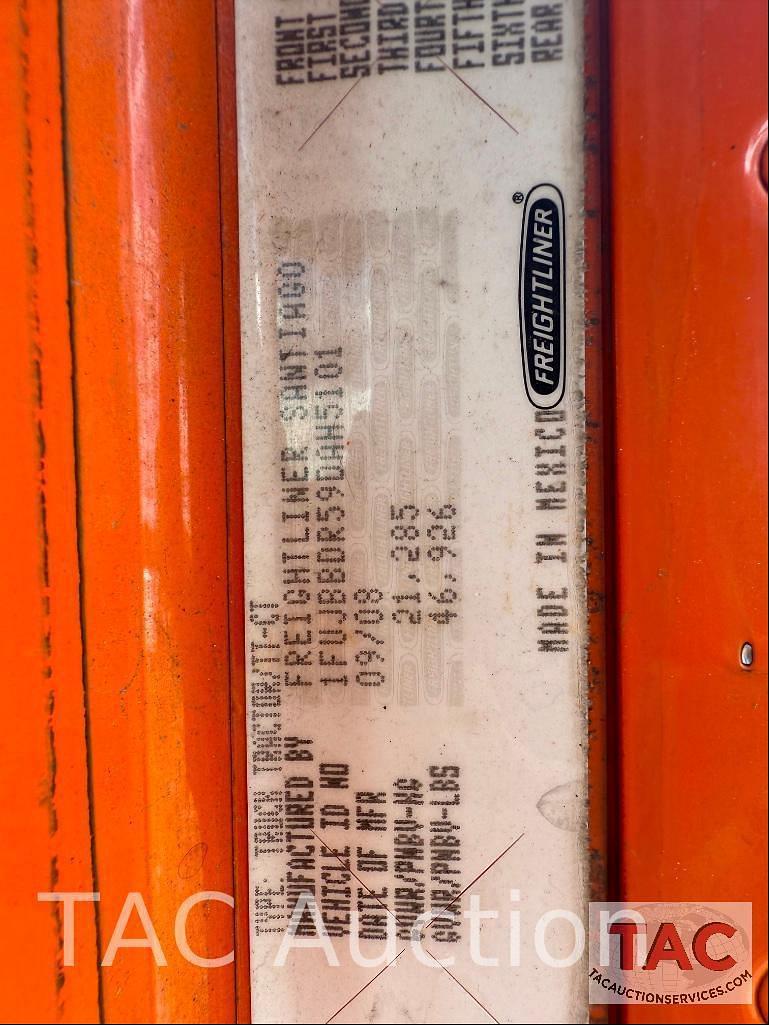 TYPE: TRUCK TRACTOR
MANUFACTURED BY FREIGHTLINER SANTIAGO FRONT
VEHICLE ID NO 1FUJBBDR59DAH5101 FIRST
DATE OF MFR 09/08 SECOND
THIRD
GVWR/PNBV-KG 21,285 FOURT
GVWR/PNBV-LBS 46,926 FIFTH
SIXTH
MADE IN MEXICO REAR
FREIGHTLINER®
TAC Auction
TAC
TACAUCTIONSERVICES.COM